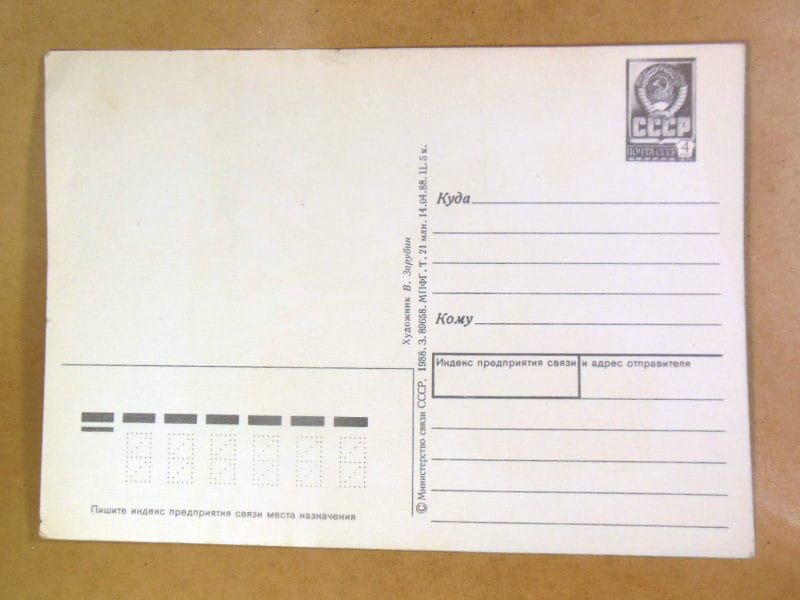 СССР
ПОЧТА СССР 4
Куда
Кому
Индекс предприятия связи и адрес отправителя
Художник В. Зарубин
© Министерство связи СССР. 1988. З. 89658. МПФГ. Т. 21 млн. 14.04.88. Ц. 5 к.
Пишите индекс предприятия связи места назначения